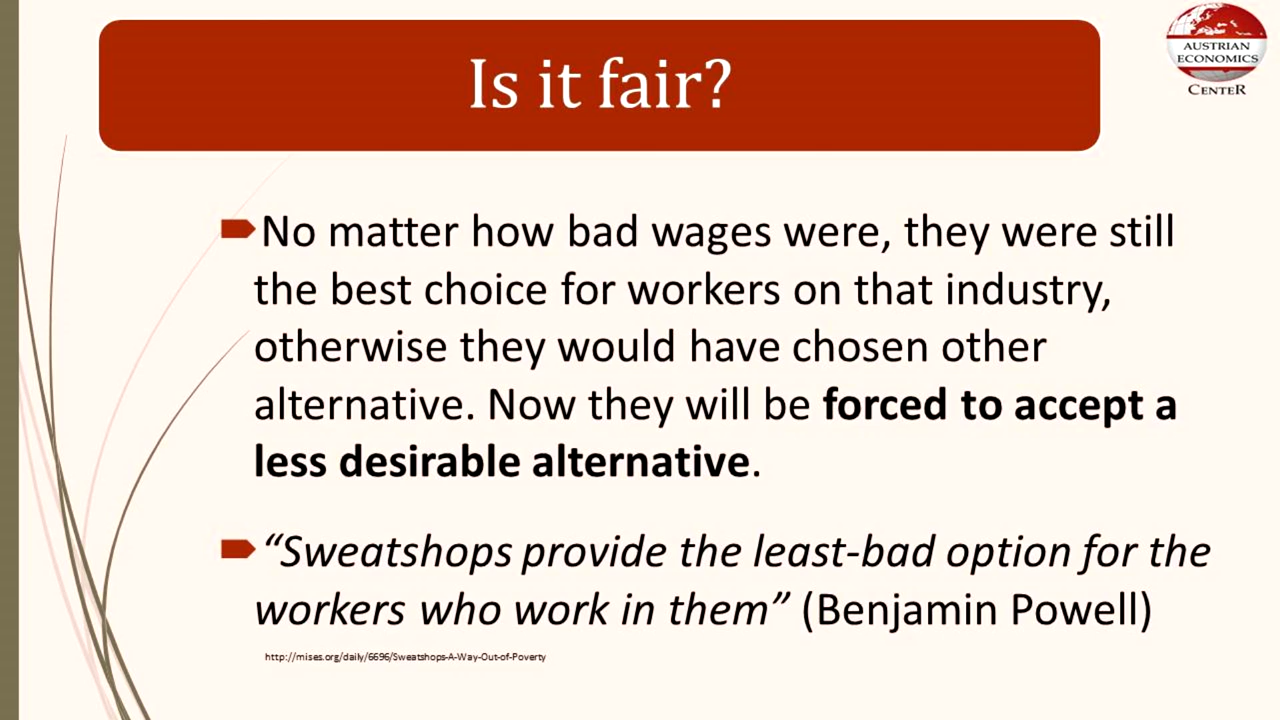 Is it fair?
AUSTRIAN
ECONOMICS
CENTER
No matter how bad wages were, they were still
the best choice for workers on that industry,
otherwise they would have chosen other
alternative. Now they will be forced to accept a
less desirable alternative.
“Sweatshops provide the least-bad option for the
workers who work in them” (Benjamin Powell)
http://mises.org/daily/6696/Sweatshops-A-Way-Out-of-Poverty